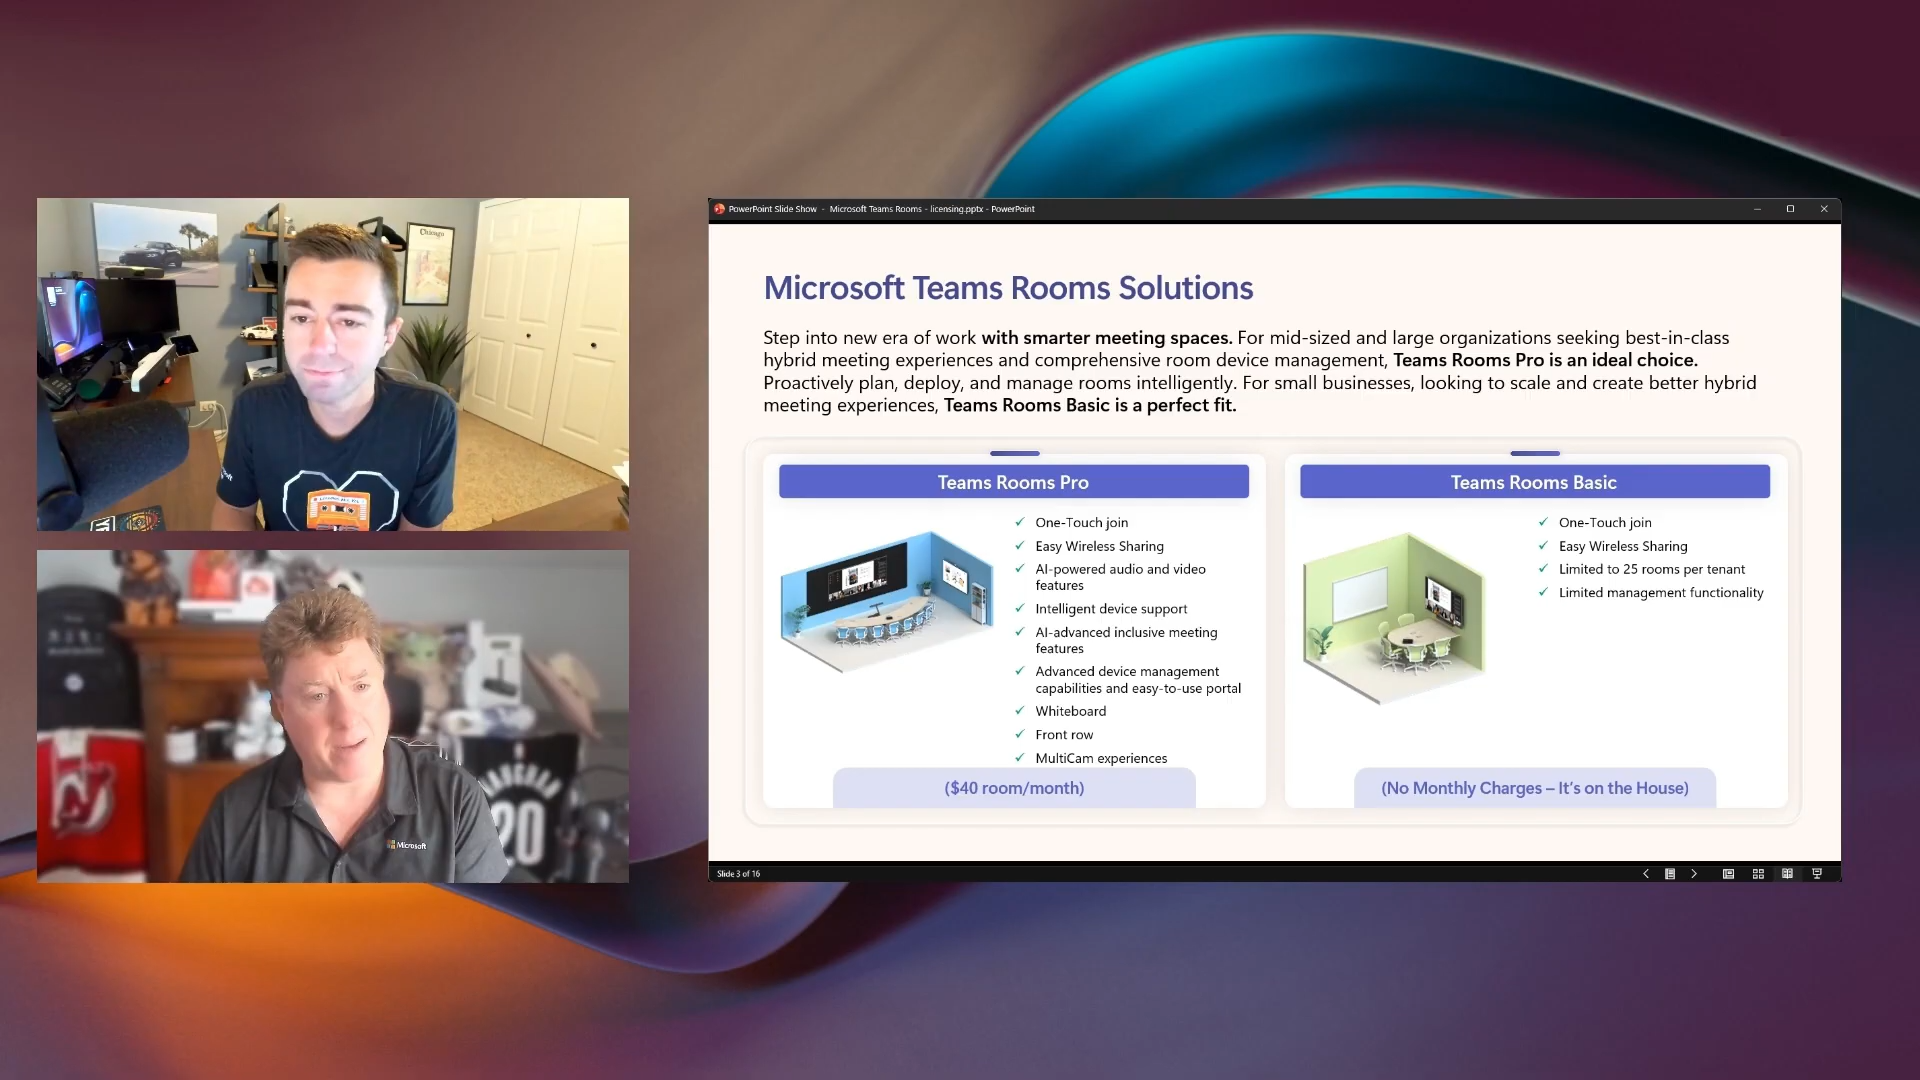 Chicago
Microsoft
20
PowerPoint Slide Show - Microsoft Teams Rooms - licensing.pptx - PowerPoint
Microsoft Teams Rooms Solutions
Step into new era of work with smarter meeting spaces. For mid-sized and large organizations seeking best-in-class
hybrid meeting experiences and comprehensive room device management, Teams Rooms Pro is an ideal choice.
Proactively plan, deploy, and manage rooms intelligently. For small businesses, looking to scale and create better hybrid
meeting experiences, Teams Rooms Basic is a perfect fit.
Teams Rooms Pro
One-Touch join
Easy Wireless Sharing
AI-powered audio and video
features
Intelligent device support
AI-advanced inclusive meeting
features
Advanced device management
capabilities and easy-to-use portal
Whiteboard
Front row
MultiCam experiences
($40 room/month)
Teams Rooms Basic
One-Touch join
Easy Wireless Sharing
Limited to 25 rooms per tenant
Limited management functionality
(No Monthly Charges – It's on the House)
Slide 3 of 16